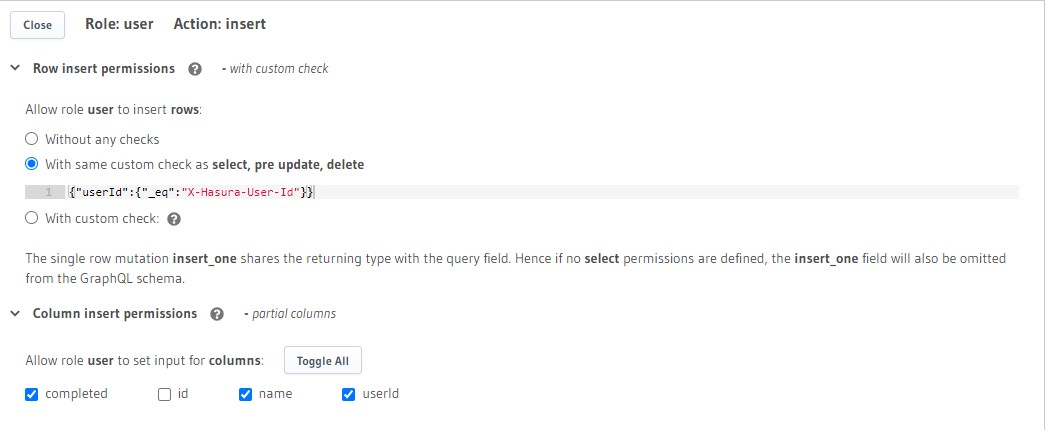 Close Role: user Action: insert
Row insert permissions ? - with custom check
Allow role user to insert rows:
Without any checks
With same custom check as select, pre update, delete
1 {"userId":{"_eq":"X-Hasura-User-Id"}}
With custom check: ?
The single row mutation insert_one shares the returning type with the query field. Hence if no select permissions are defined, the insert_one field will also be omitted
from the GraphQL schema.
Column insert permissions ? - partial columns
Allow role user to set input for columns: Toggle All
completed id name userId